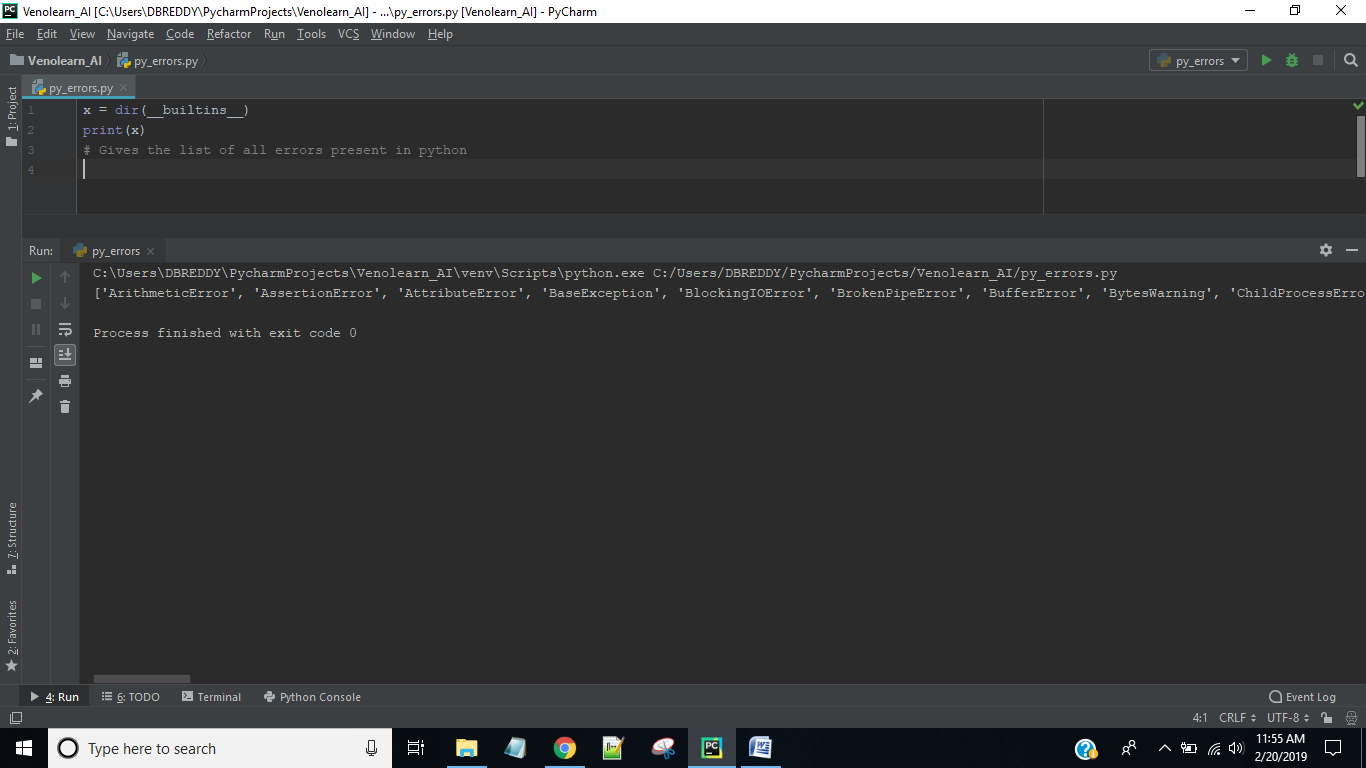 Venolearn_AI [C:\Users\DBREDDY\PycharmProjects\Venolearn_AI] - ...\py_errors.py [Venolearn_AI] - PyCharm
File Edit View Navigate Code Refactor Run Tools VCS Window Help
Venolearn_AI py_errors.py py_errors
py_errors.py
1: Project
1 x = dir(__builtins__)
2 print(x)
3 # Gives the list of all errors present in python
4
Run: py_errors
C:\Users\DBREDDY\PycharmProjects\Venolearn_AI\venv\Scripts\python.exe C:/Users/DBREDDY/PycharmProjects/Venolearn_AI/py_errors.py
['ArithmeticError', 'AssertionError', 'AttributeError', 'BaseException', 'BlockingIOError', 'BrokenPipeError', 'BufferError', 'BytesWarning', 'ChildProcessErro
Process finished with exit code 0
7: Structure
2: Favorites
4: Run 6: TODO Terminal Python Console Event Log
4:1 CRLF UTF-8
Type here to search
PC
11:55 AM
2/20/2019